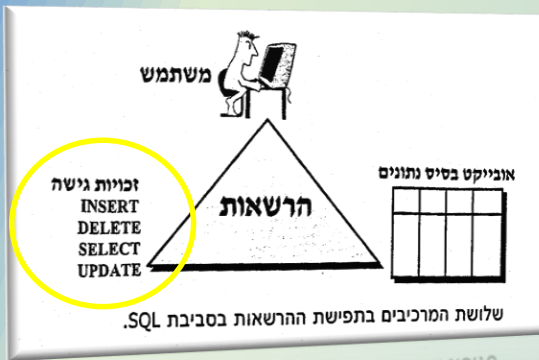 משתמש
אובייקט בסיס נתונים
זכויות גישה
INSERT
DELETE
SELECT
UPDATE
הרשאות
שלושת המרכיבים בתפישת ההרשאות בסביבת SQL.